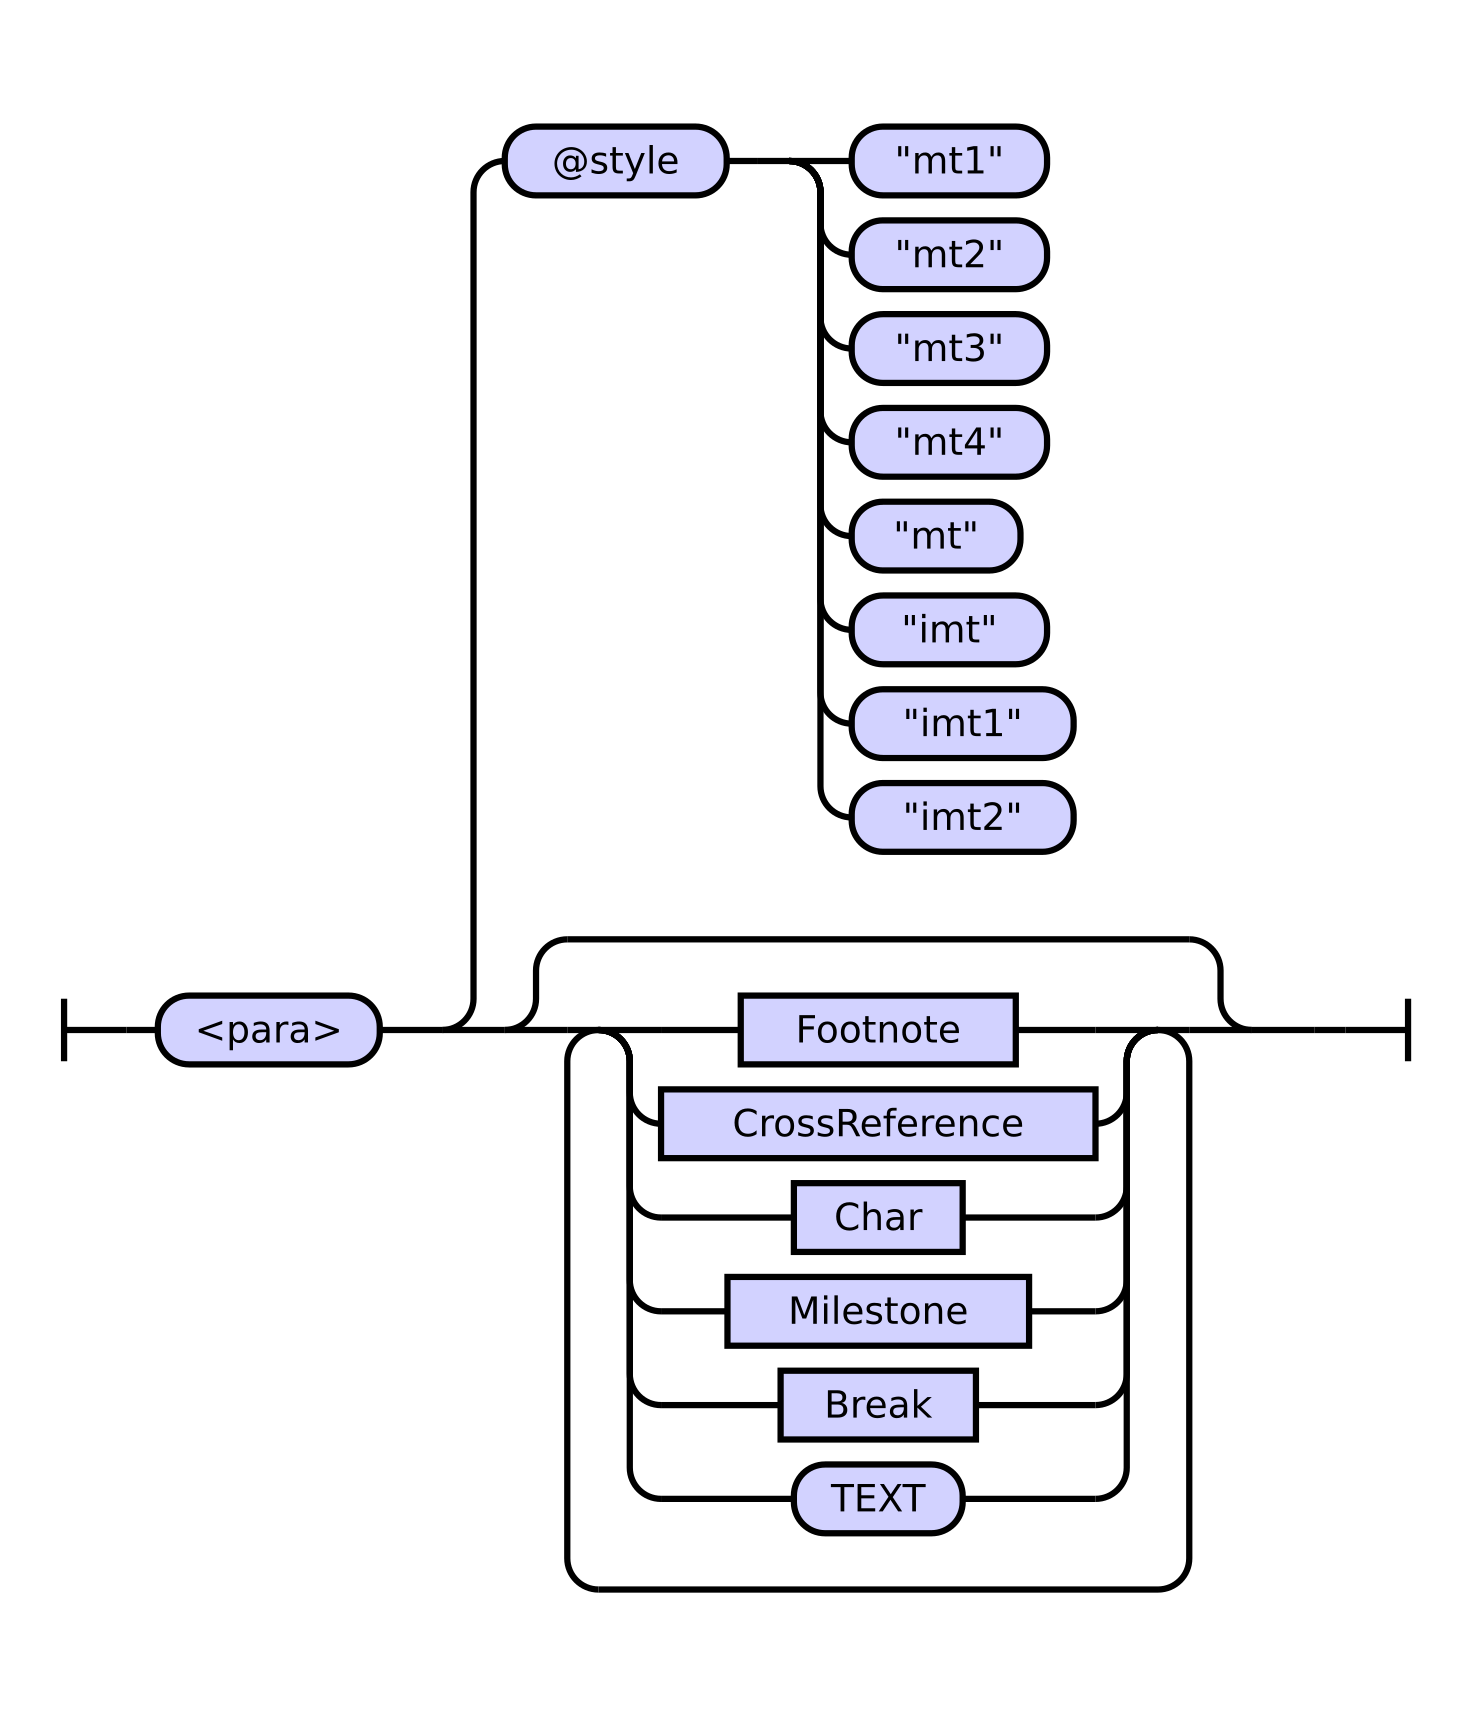 @style
"mt1"
"mt2"
"mt3"
"mt4"
"mt"
"imt"
"imt1"
"imt2"
<para>
Footnote
CrossReference
Char
Milestone
Break
TEXT